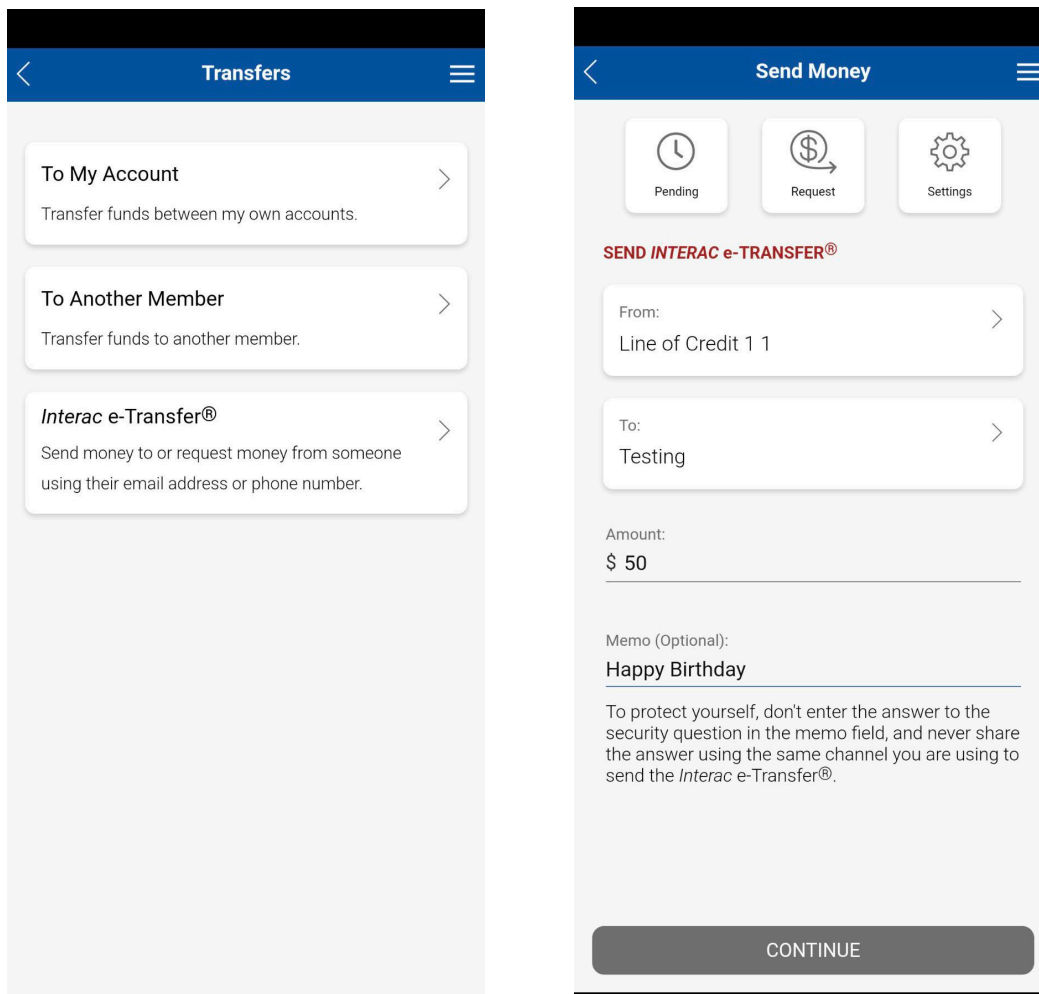 Transfers
To My Account
Transfer funds between my own accounts.
To Another Member
Transfer funds to another member.
Interac e-Transfer®
Send money to or request money from someone
using their email address or phone number.
Send Money
Pending
Request
Settings
SEND INTERAC e-TRANSFER®
From:
Line of Credit 1 1
To:
Testing
Amount:
$ 50
Memo (Optional):
Happy Birthday
To protect yourself, don't enter the answer to the
security question in the memo field, and never share
the answer using the same channel you are using to
send the Interac e-Transfer®.
CONTINUE